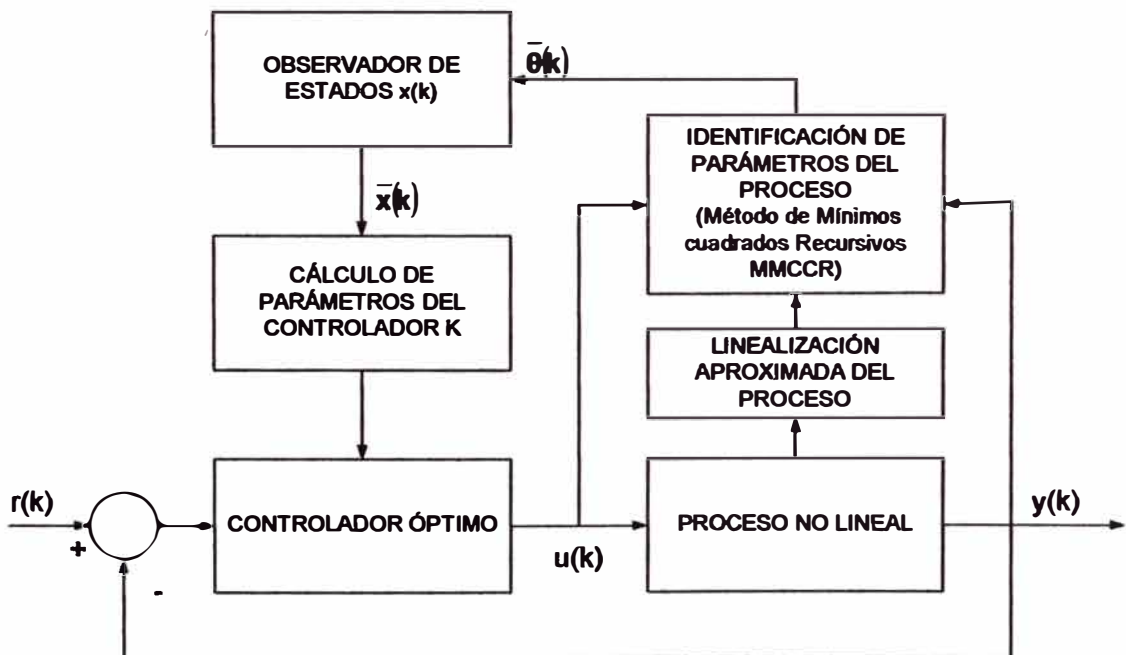 OBSERVADOR DE
ESTADOS x(k)
θ̅(k)
IDENTIFICACIÓN DE
PARÁMETROS DEL
PROCESO
(Método de Mínimos
cuadrados Recursivos
MMCCR)
x̅(k)
CÁLCULO DE
PARÁMETROS DEL
CONTROLADOR K
LINEALIZACIÓN
APROXIMADA DEL
PROCESO
r(k)
+
-
CONTROLADOR ÓPTIMO
u(k)
PROCESO NO LINEAL
y(k)